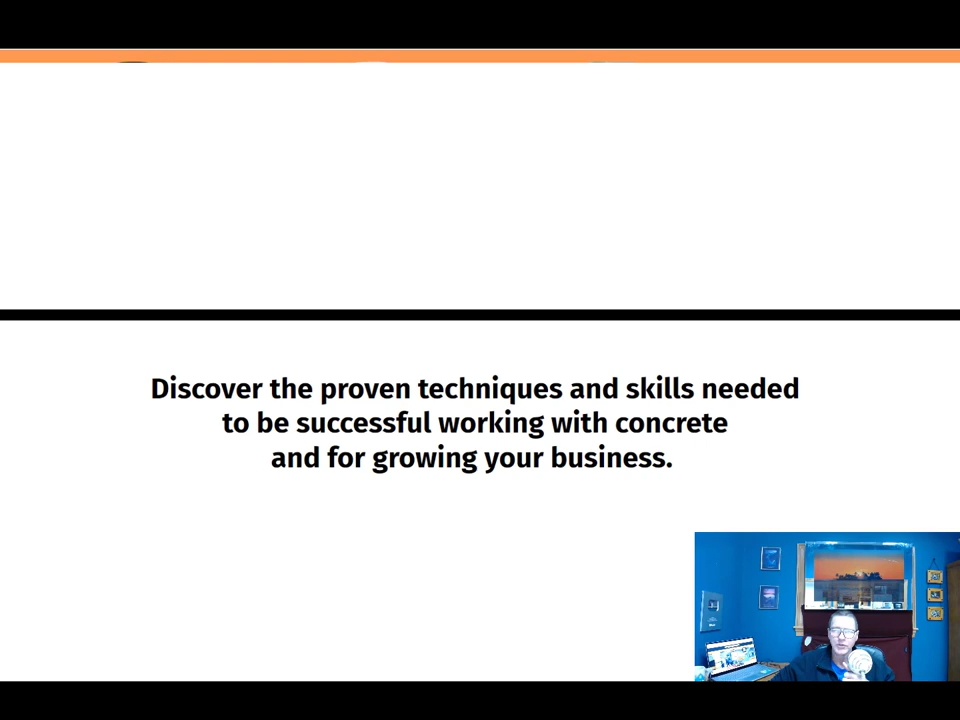 Discover the proven techniques and skills needed
to be successful working with concrete
and for growing your business.